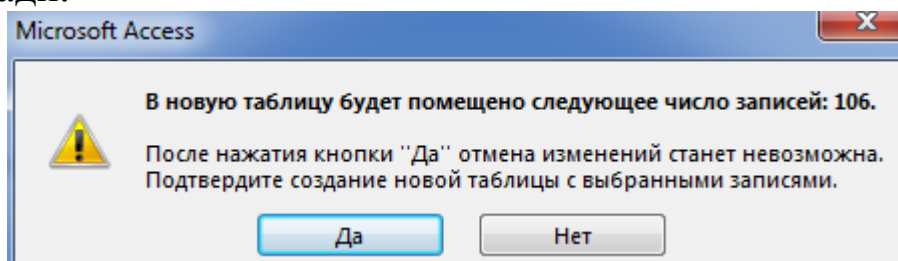 Microsoft Access
В новую таблицу будет помещено следующее число записей: 106.
После нажатия кнопки "Да" отмена изменений станет невозможна.
Подтвердите создание новой таблицы с выбранными записями.
Да
Нет